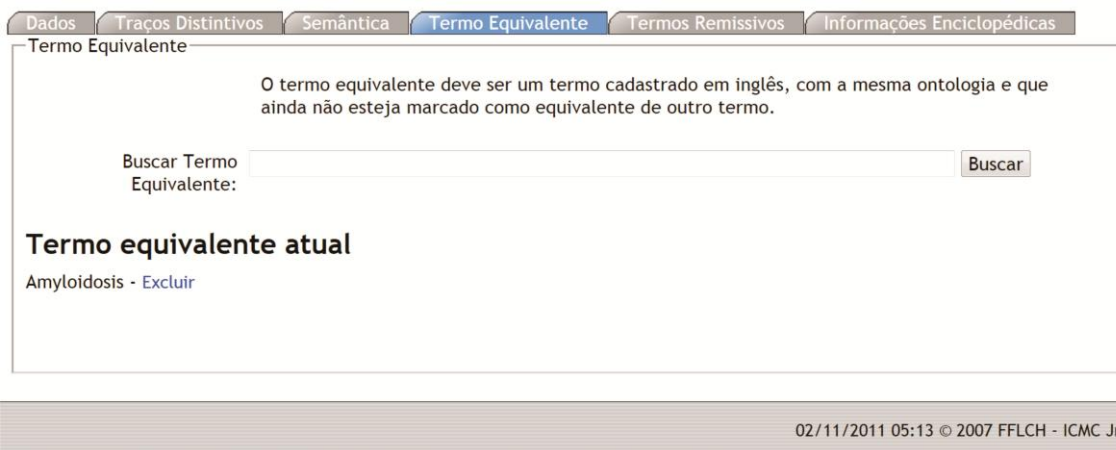 Dados Traços Distintivos Semântica Termo Equivalente Termos Remissivos Informações Enciclopédicas
Termo Equivalente
O termo equivalente deve ser um termo cadastrado em inglês, com a mesma ontologia e que
ainda não esteja marcado como equivalente de outro termo.
Buscar Termo Buscar
Equivalente:
Termo equivalente atual
Amyloidosis - Excluir
02/11/2011 05:13 © 2007 FFLCH - ICMC